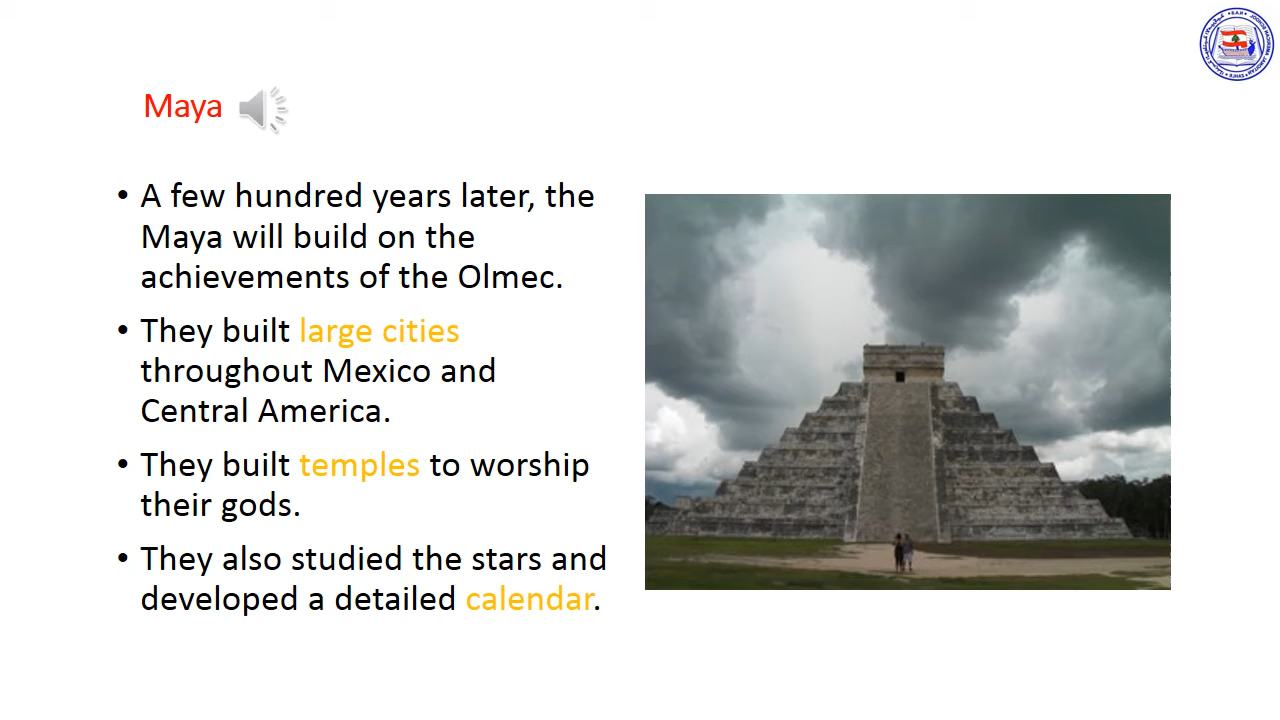 Maya
• A few hundred years later, the
Maya will build on the
achievements of the Olmec.
• They built large cities
throughout Mexico and
Central America.
• They built temples to worship
their gods.
• They also studied the stars and
developed a detailed calendar.